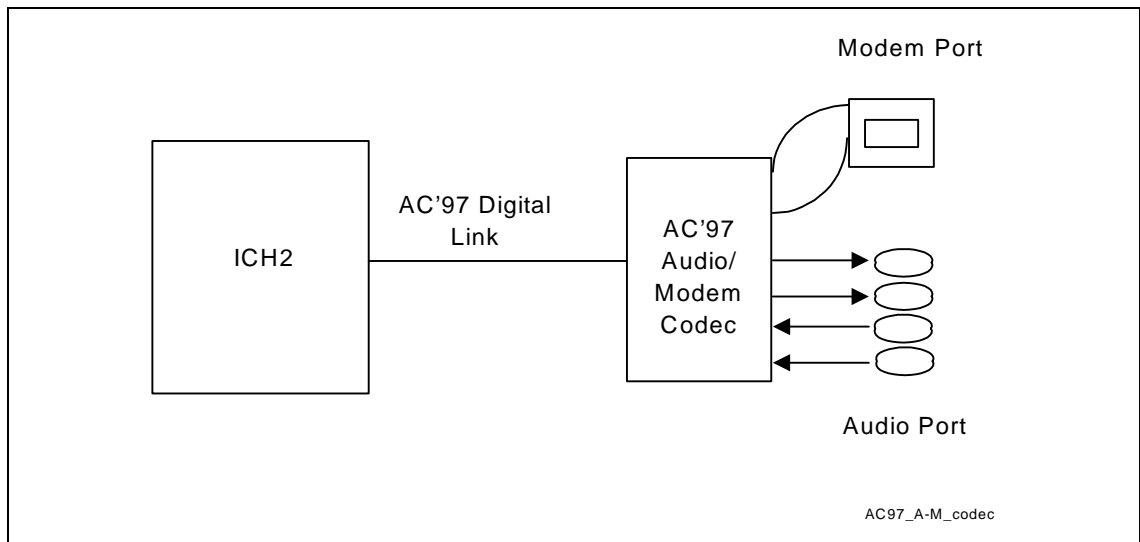 Modem Port
AC'97 Digital
Link
ICH2
AC'97
Audio/
Modem
Codec
Audio Port
AC97_A-M_codec